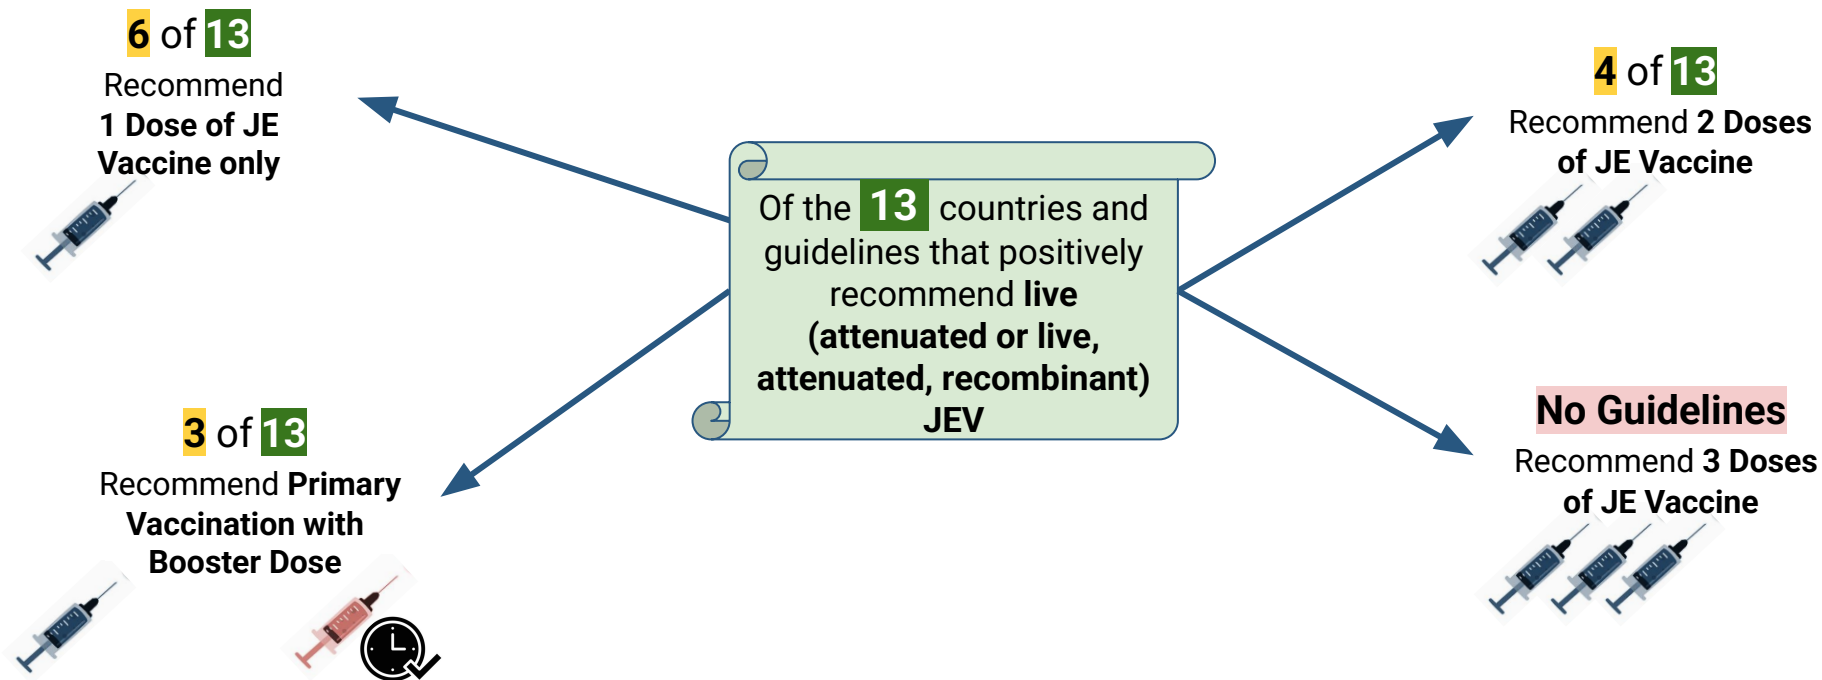 6 of 13
Recommend
1 Dose of JE
Vaccine only
3 of 13
Recommend Primary
Vaccination with
Booster Dose
Of the 13 countries and
guidelines that positively
recommend live
(attenuated or live,
attenuated, recombinant)
JEV
4 of 13
Recommend 2 Doses
of JE Vaccine
No Guidelines
Recommend 3 Doses
of JE Vaccine